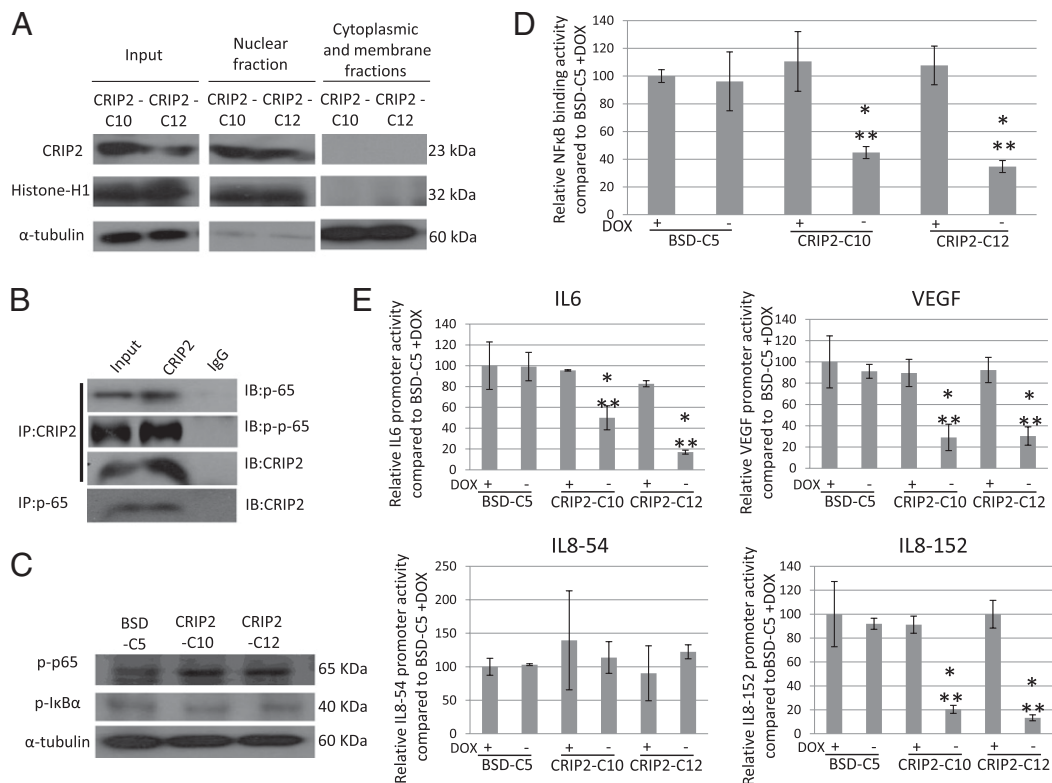 A
Input
Nuclear
fraction
Cytoplasmic
and membrane
fractions
CRIP2 - CRIP2 - CRIP2 - CRIP2 - CRIP2 - CRIP2 -
C10 C12 C10 C12 C10 C12
CRIP2 23 kDa
Histone-H1 32 kDa
α-tubulin 60 kDa
B
Input CRIP2 IgG
IB:p-65
IP:CRIP2 IB:p-p-65
IB:CRIP2
IP:p-65 IB:CRIP2
C
BSD CRIP2 CRIP2
-C5 -C10 -C12
p-p65 65 KDa
p-IκBα 40 KDa
α-tubulin 60 KDa
D
Relative NFκB binding activity
compared to BSD-C5 +DOX
140
120
100
80
60
40
20
0
* *
** **
DOX + - + - + -
BSD-C5 CRIP2-C10 CRIP2-C12
E
IL6
Relative IL6 promoter activity
compared to BSD-C5 +DOX
140
120
100
80
60
40
20
0
*
**
*
**
DOX + - + - + -
BSD-C5 CRIP2-C10 CRIP2-C12
VEGF
Relative VEGF promoter activity
compared to BSD-C5 +DOX
140
120
100
80
60
40
20
0
* *
** **
DOX + - + - + -
BSD-C5 CRIP2-C10 CRIP2-C12
IL8-54
Relative IL8-54 promoter activity
compared to BSD-C5 +DOX
250
200
150
100
50
0
DOX + - + - + -
BSD-C5 CRIP2-C10 CRIP2-C12
IL8-152
Relative IL8-152 promoter activity
compared toBSD-C5 +DOX
140
120
100
80
60
40
20
0
* *
** **
DOX + - + - + -
BSD-C5 CRIP2-C10 CRIP2-C12